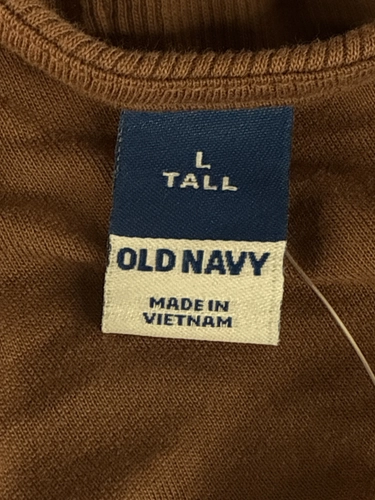 L
TALL
OLD NAVY
MADE IN
VIETNAM